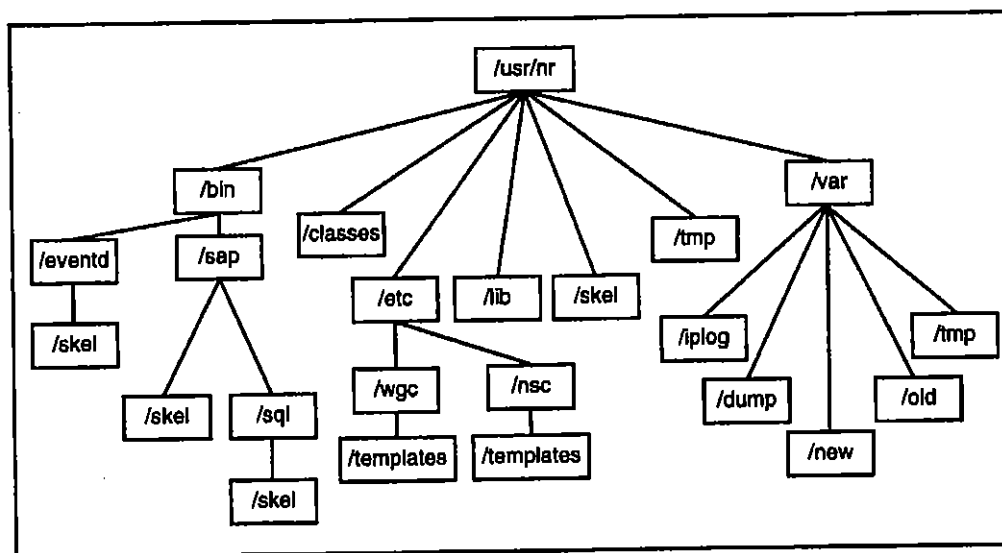 /usr/nr
/bin
/var
/classes
/tmp
/eventd
/sap
/etc
/lib
/skel
/skel
/iplog
/tmp
/wgc
/nsc
/dump
/old
/skel
/sql
/new
/templates
/templates
/skel